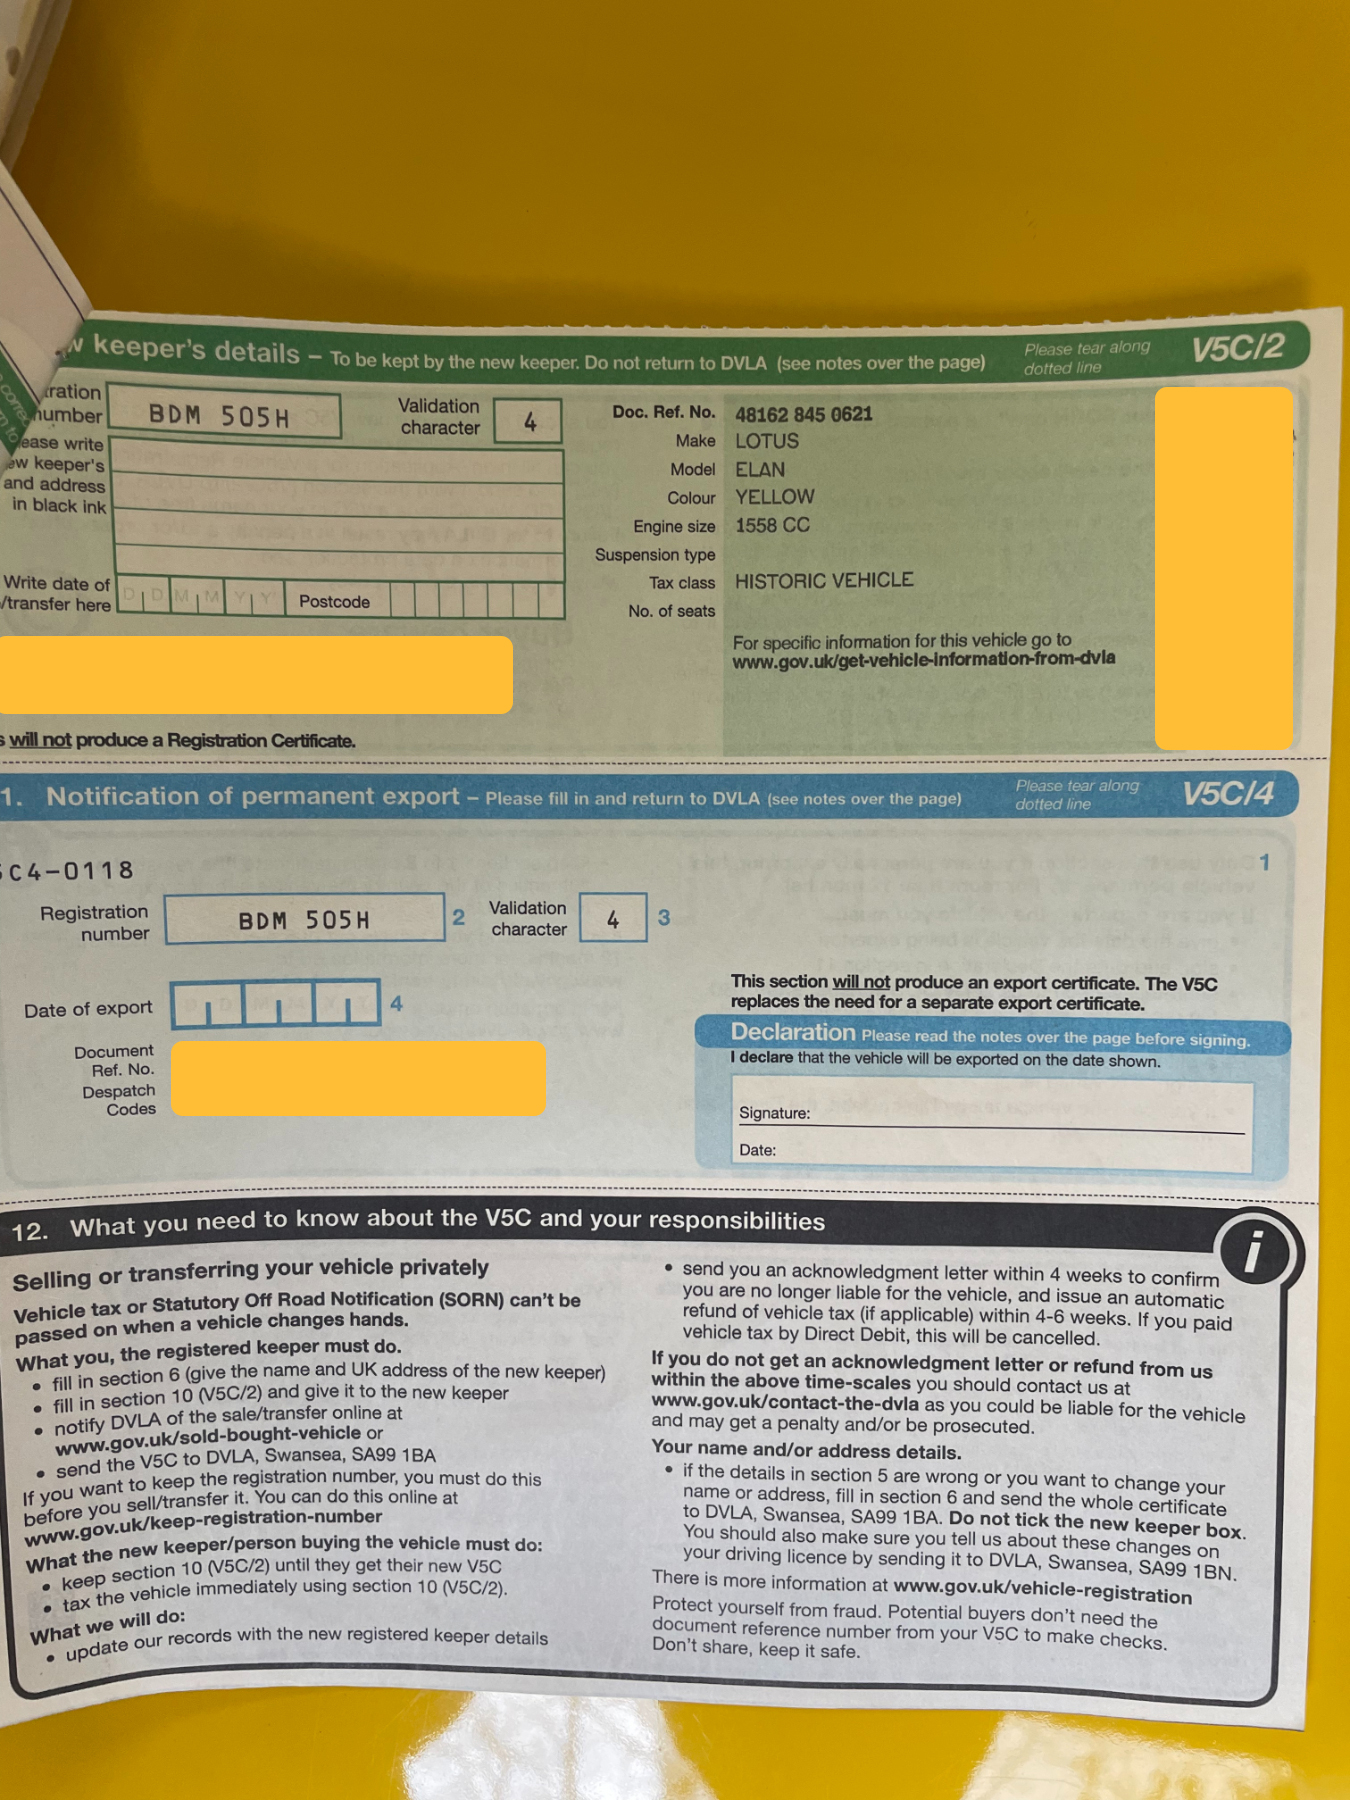 keeper's details – To be kept by the new keeper. Do not return to DVLA (see notes over the page)
Please tear along
dotted line
V5C/2
number
BDM 505H
Validation
character
4
write
keeper's
and address
in black ink
Write date of
/transfer here
D D M M Y Y
Postcode
Doc. Ref. No. 48162 845 0621
Make LOTUS
Model ELAN
Colour YELLOW
Engine size 1558 CC
Suspension type
Tax class HISTORIC VEHICLE
No. of seats
For specific information for this vehicle go to
www.gov.uk/get-vehicle-information-from-dvla
will not produce a Registration Certificate.
1. Notification of permanent export – Please fill in and return to DVLA (see notes over the page)
Please tear along
dotted line
V5C/4
C4-0118
1
Registration
number
BDM 505H
2
Validation
character
4
3
Date of export
4
Document
Ref. No.
Despatch
Codes
This section will not produce an export certificate. The V5C
replaces the need for a separate export certificate.
Declaration Please read the notes over the page before signing.
I declare that the vehicle will be exported on the date shown.
Signature:
Date:
12. What you need to know about the V5C and your responsibilities
i
Selling or transferring your vehicle privately
Vehicle tax or Statutory Off Road Notification (SORN) can't be
passed on when a vehicle changes hands.
What you, the registered keeper must do.
• fill in section 6 (give the name and UK address of the new keeper)
• fill in section 10 (V5C/2) and give it to the new keeper
• notify DVLA of the sale/transfer online at
www.gov.uk/sold-bought-vehicle or
• send the V5C to DVLA, Swansea, SA99 1BA
If you want to keep the registration number, you must do this
before you sell/transfer it. You can do this online at
www.gov.uk/keep-registration-number
What the new keeper/person buying the vehicle must do:
• keep section 10 (V5C/2) until they get their new V5C
• tax the vehicle immediately using section 10 (V5C/2).
What we will do:
• update our records with the new registered keeper details
• send you an acknowledgment letter within 4 weeks to confirm
you are no longer liable for the vehicle, and issue an automatic
refund of vehicle tax (if applicable) within 4-6 weeks. If you paid
vehicle tax by Direct Debit, this will be cancelled.
If you do not get an acknowledgment letter or refund from us
within the above time-scales you should contact us at
www.gov.uk/contact-the-dvla as you could be liable for the vehicle
and may get a penalty and/or be prosecuted.
Your name and/or address details.
• if the details in section 5 are wrong or you want to change your
name or address, fill in section 6 and send the whole certificate
to DVLA, Swansea, SA99 1BA. Do not tick the new keeper box.
You should also make sure you tell us about these changes on
your driving licence by sending it to DVLA, Swansea, SA99 1BN.
There is more information at www.gov.uk/vehicle-registration
Protect yourself from fraud. Potential buyers don't need the
document reference number from your V5C to make checks.
Don't share, keep it safe.